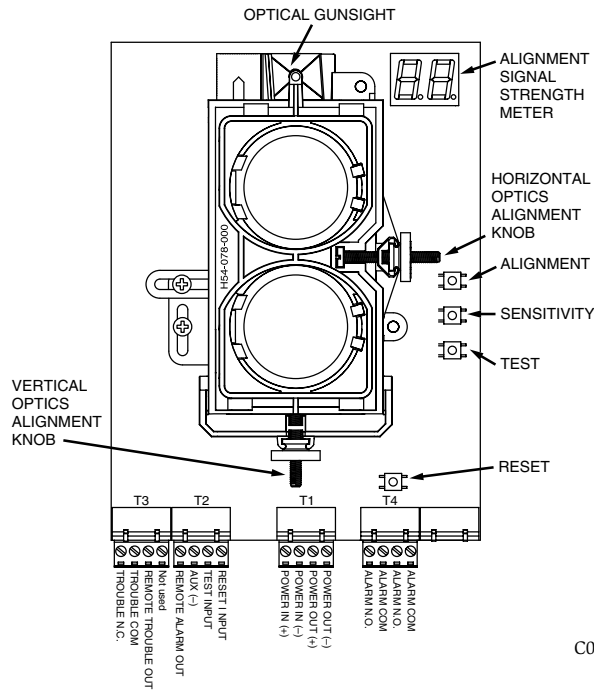 OPTICAL GUNSIGHT
ALIGNMENT
SIGNAL
STRENGTH
METER
HORIZONTAL
OPTICS
ALIGNMENT
KNOB
H54-078-000
ALIGNMENT
SENSITIVITY
TEST
VERTICAL
OPTICS
ALIGNMENT
KNOB
RESET
T3
T2
T1
T4
TROUBLE N.C.
TROUBLE COM
REMOTE TROUBLE OUT
Not used
REMOTE ALARM OUT
AUX (–)
TEST INPUT
RESET I NPUT
POWER IN (+)
POWER IN (–)
POWER OUT (+)
POWER OUT (–)
ALARM N.O.
ALARM COM
ALARM N.O.
ALARM COM
C0